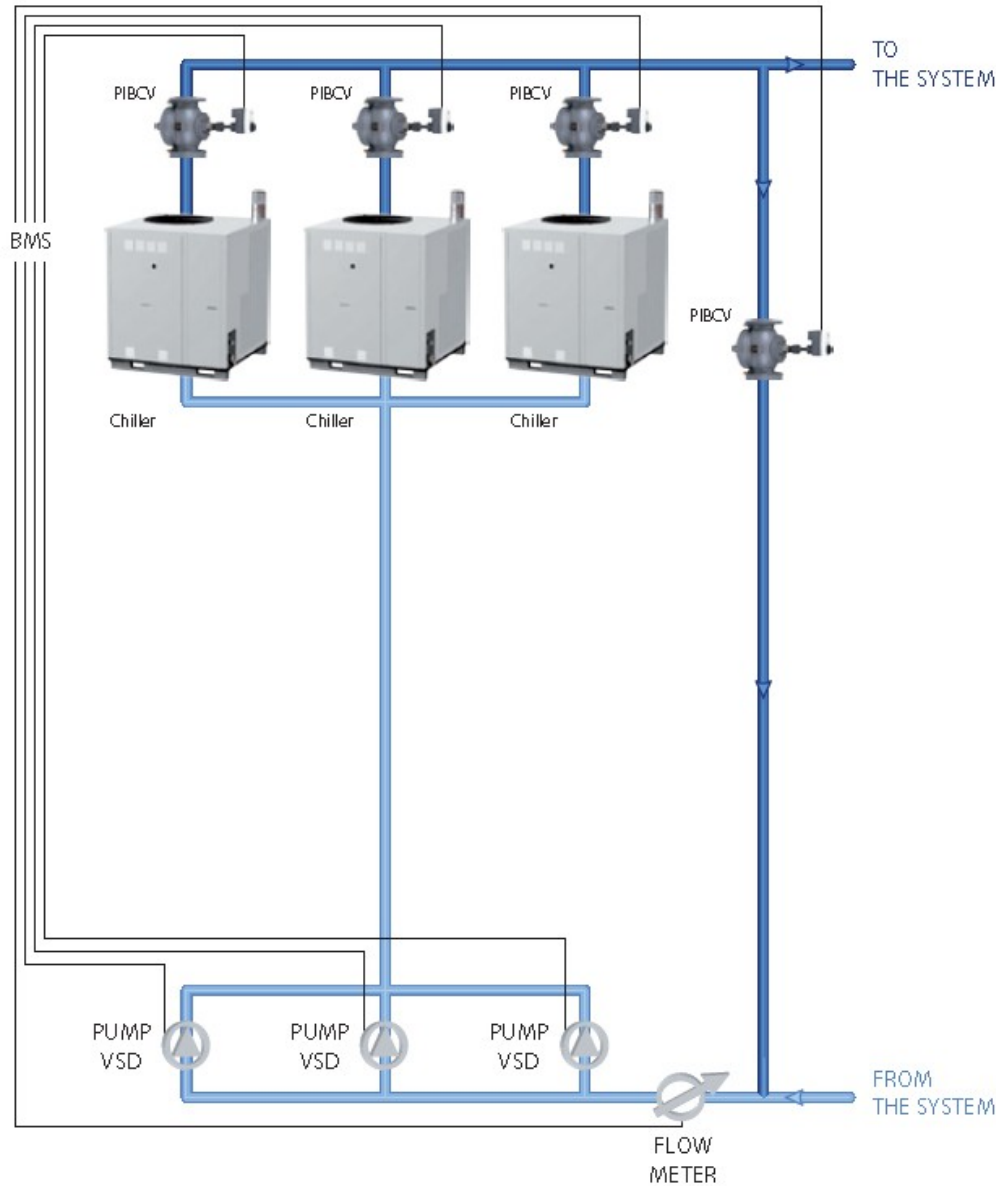 TO
THE SYSTEM
PIBCV
PIBCV
PIBCV
BMS
PIBCV
Chiller
Chiller
Chiller
PUMP
VSD
PUMP
VSD
PUMP
VSD
FROM
THE SYSTEM
FLOW
METER